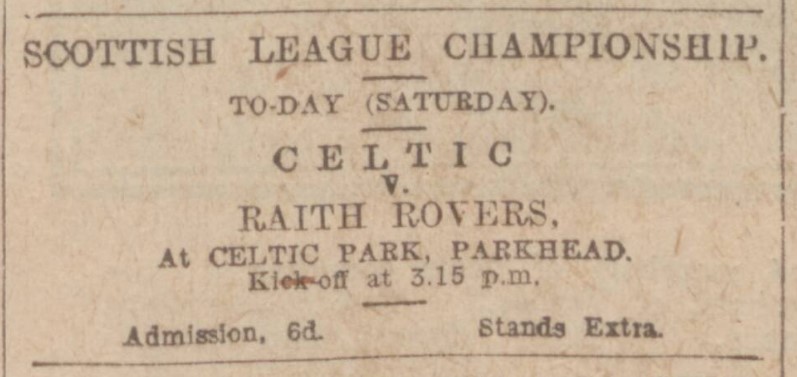 SCOTTISH LEAGUE CHAMPIONSHIP.
TO-DAY (SATURDAY).
CELTIC
v.
RAITH ROVERS,
At CELTIC PARK, PARKHEAD.
Kick-off at 3.15 p.m.
Admission, 6d. Stands Extra.